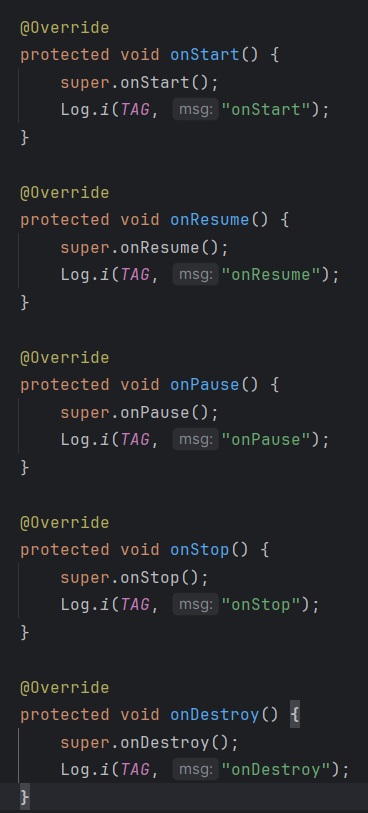 @Override
protected void onStart() {
super.onStart();
Log.i(TAG, msg: "onStart");
}
@Override
protected void onResume() {
super.onResume();
Log.i(TAG, msg: "onResume");
}
@Override
protected void onPause() {
super.onPause();
Log.i(TAG, msg: "onPause");
}
@Override
protected void onStop() {
super.onStop();
Log.i(TAG, msg: "onStop");
}
@Override
protected void onDestroy() {
super.onDestroy();
Log.i(TAG, msg: "onDestroy");
}